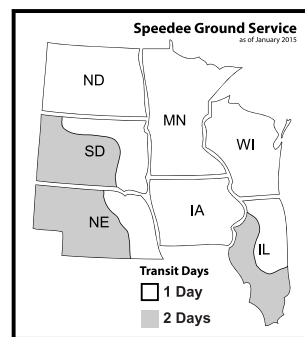 Speedee Ground Service
as of January 2015
ND
MN
SD
WI
NE
IA
IL
Transit Days
1 Day
2 Days